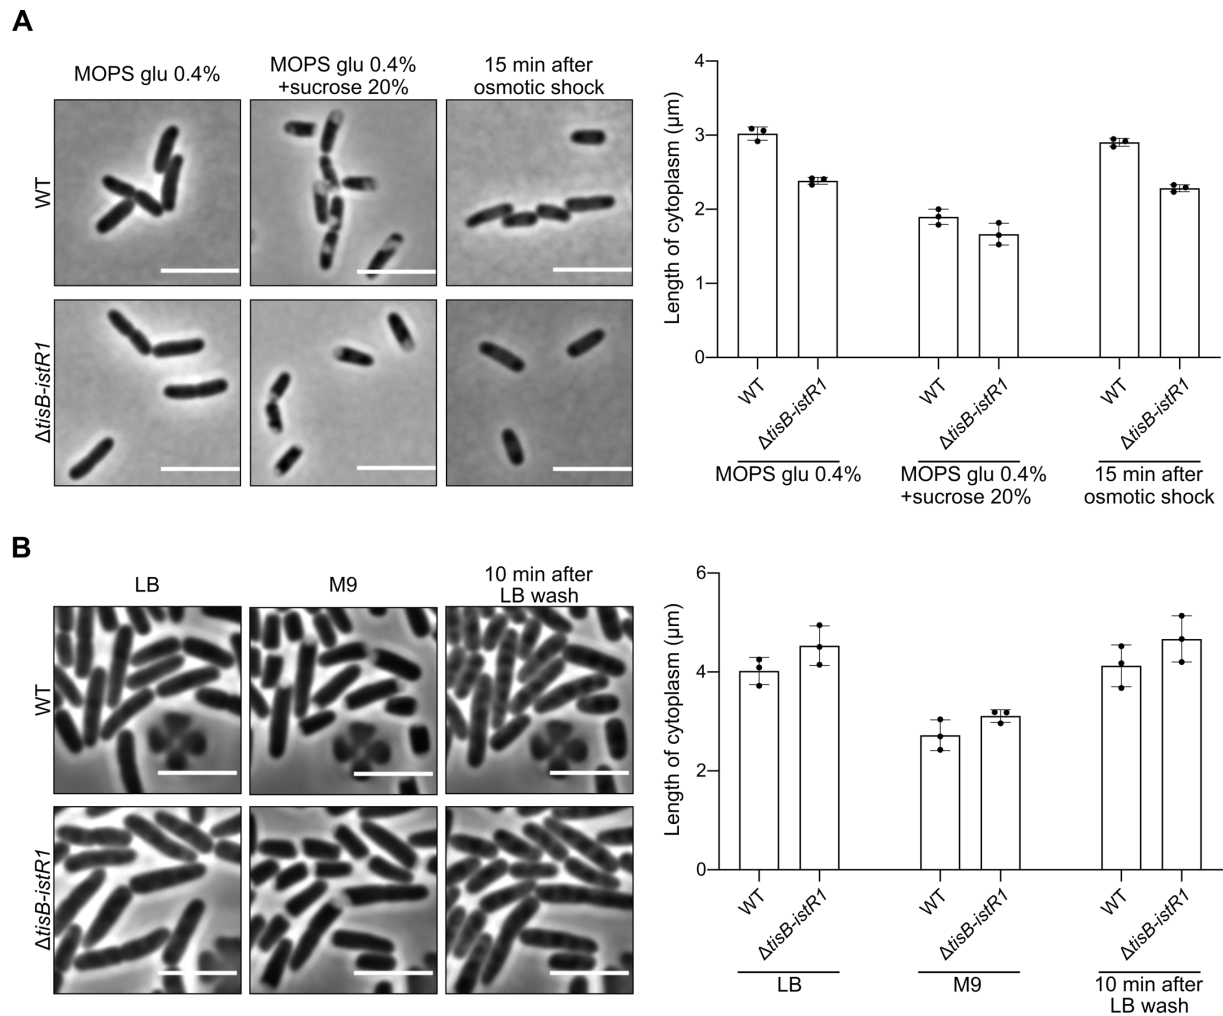 A
MOPS glu 0.4%
MOPS glu 0.4%
+sucrose 20%
15 min after
osmotic shock
WT
ΔtisB-istR1
Length of cytoplasm (μm)
4
3
2
1
0
WT
ΔtisB-istR1
WT
ΔtisB-istR1
WT
ΔtisB-istR1
MOPS glu 0.4%
MOPS glu 0.4%
+sucrose 20%
15 min after
osmotic shock
B
LB
M9
10 min after
LB wash
WT
ΔtisB-istR1
Length of cytoplasm (μm)
6
4
2
0
WT
ΔtisB-istR1
WT
ΔtisB-istR1
WT
ΔtisB-istR1
LB
M9
10 min after
LB wash